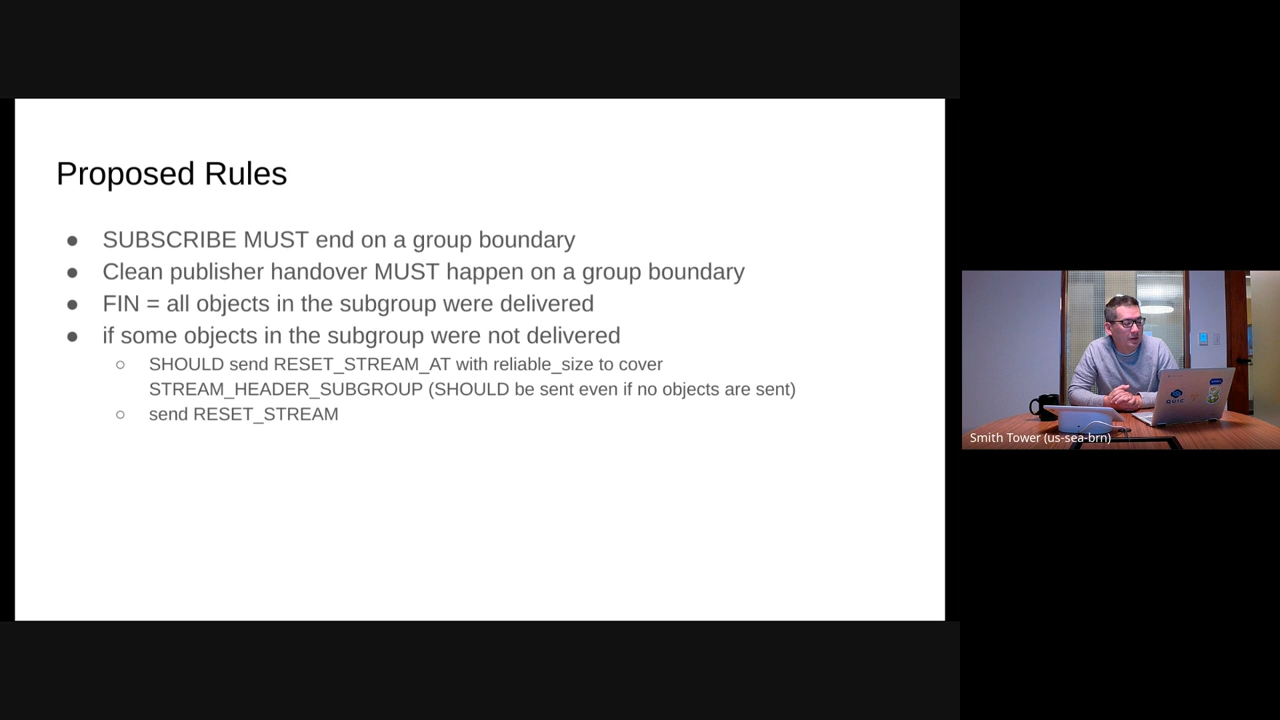 Proposed Rules
● SUBSCRIBE MUST end on a group boundary
● Clean publisher handover MUST happen on a group boundary
● FIN = all objects in the subgroup were delivered
● if some objects in the subgroup were not delivered
○ SHOULD send RESET_STREAM_AT with reliable_size to cover
STREAM_HEADER_SUBGROUP (SHOULD be sent even if no objects are sent)
○ send RESET_STREAM
QUIC
Smith Tower (us-sea-brn)